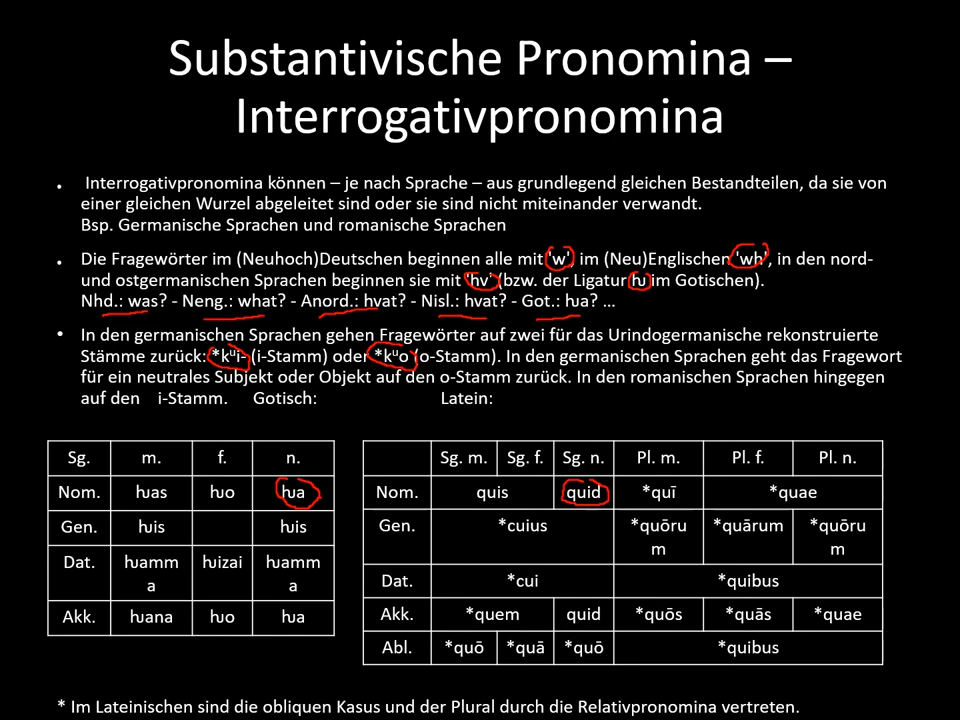 Substantivische Pronomina –
Interrogativpronomina
• Interrogativpronomina können – je nach Sprache – aus grundlegend gleichen Bestandteilen, da sie von
einer gleichen Wurzel abgeleitet sind oder sie sind nicht miteinander verwandt.
Bsp. Germanische Sprachen und romanische Sprachen
• Die Fragewörter im (Neuhoch)Deutschen beginnen alle mit 'w', im (Neu)Englischen 'wh', in den nord-
und ostgermanischen Sprachen beginnen sie mit 'hv' (bzw. der Ligatur ƕ im Gotischen).
Nhd.: was? - Neng.: what? - Anord.: hvat? - Nisl.: hvat? - Got.: ƕa? …
• In den germanischen Sprachen gehen Fragewörter auf zwei für das Urindogermanische rekonstruierte
Stämme zurück: *kᵘi- (i-Stamm) oder *kᵘo (o-Stamm). In den germanischen Sprachen geht das Fragewort
für ein neutrales Subjekt oder Objekt auf den o-Stamm zurück. In den romanischen Sprachen hingegen
auf den i-Stamm. Gotisch: Latein:
Sg. m. f. n.
Nom. ƕas ƕo ƕa
Gen. ƕis ƕis
Dat. ƕamm ƕizai ƕamm
a a
Akk. ƕana ƕo ƕa
Sg. m. Sg. f. Sg. n. Pl. m. Pl. f. Pl. n.
Nom. quis quid *quī *quae
Gen. *cuius *quōru *quārum *quōru
m m
Dat. *cui *quibus
Akk. *quem quid *quōs *quās *quae
Abl. *quō *quā *quō *quibus
* Im Lateinischen sind die obliquen Kasus und der Plural durch die Relativpronomina vertreten.